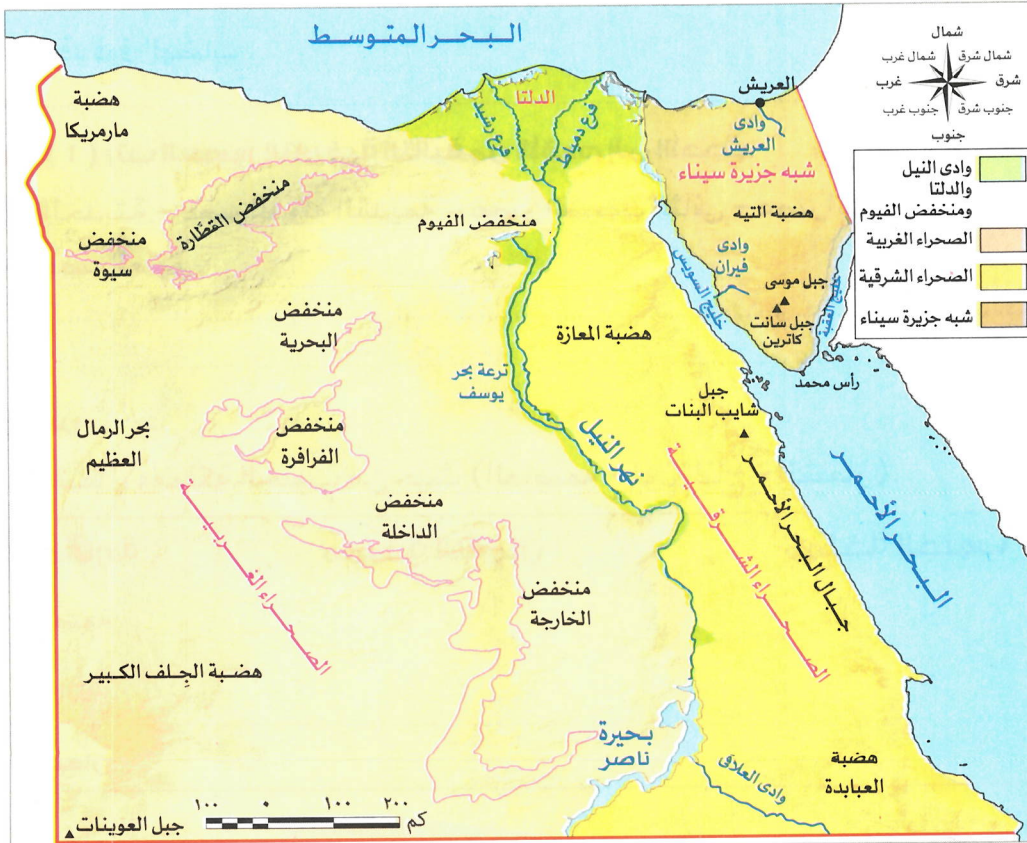 البحر المتوسط
شمال
شمال شرق
شمال غرب
شرق
غرب
جنوب شرق
جنوب غرب
جنوب
وادى النيل
والدلتا
ومنخفض الفيوم
الصحراء الغربية
الصحراء الشرقية
شبه جزيرة سيناء
العريش
وادى
العريش
شبه جزيرة سيناء
هضبة التيه
وادى
فيران
جبل موسى
جبل سانت
كاترين
خليج السويس
خليج العقبة
رأس محمد
الدلتا
فرع رشيد
فرع دمياط
هضبة
مارمريكا
منخفض القطَّارة
منخفض
سيوة
منخفض الفيوم
منخفض
البحرية
هضبة المعازة
ترعة بحر
يوسف
جبل
شايب البنات
بحر الرمال
العظيم
منخفض
الفرافرة
نهر النيل
منخفض
الداخلة
الصحراء الغربية
الصحراء الشرقية
جبال البحر الأحمر
البحر الأحمر
منخفض
الخارجة
هضبة الجِلف الكبير
بحيرة
ناصر
وادى العلاقى
هضبة
العبابدة
١٠٠ ٠ ١٠٠ ٢٠٠
كم
جبل العوينات